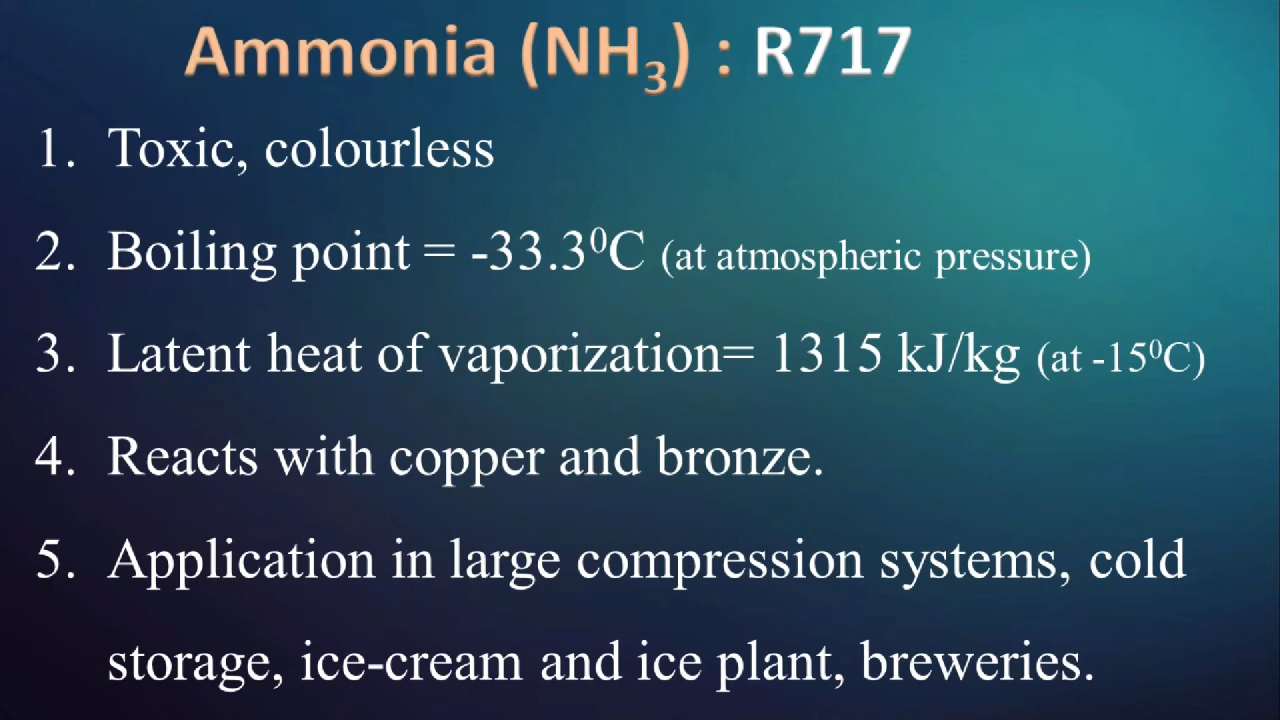 Ammonia (NH₃) : R717
1. Toxic, colourless
2. Boiling point = -33.3⁰C (at atmospheric pressure)
3. Latent heat of vaporization= 1315 kJ/kg (at -15⁰C)
4. Reacts with copper and bronze.
5. Application in large compression systems, cold
storage, ice-cream and ice plant, breweries.